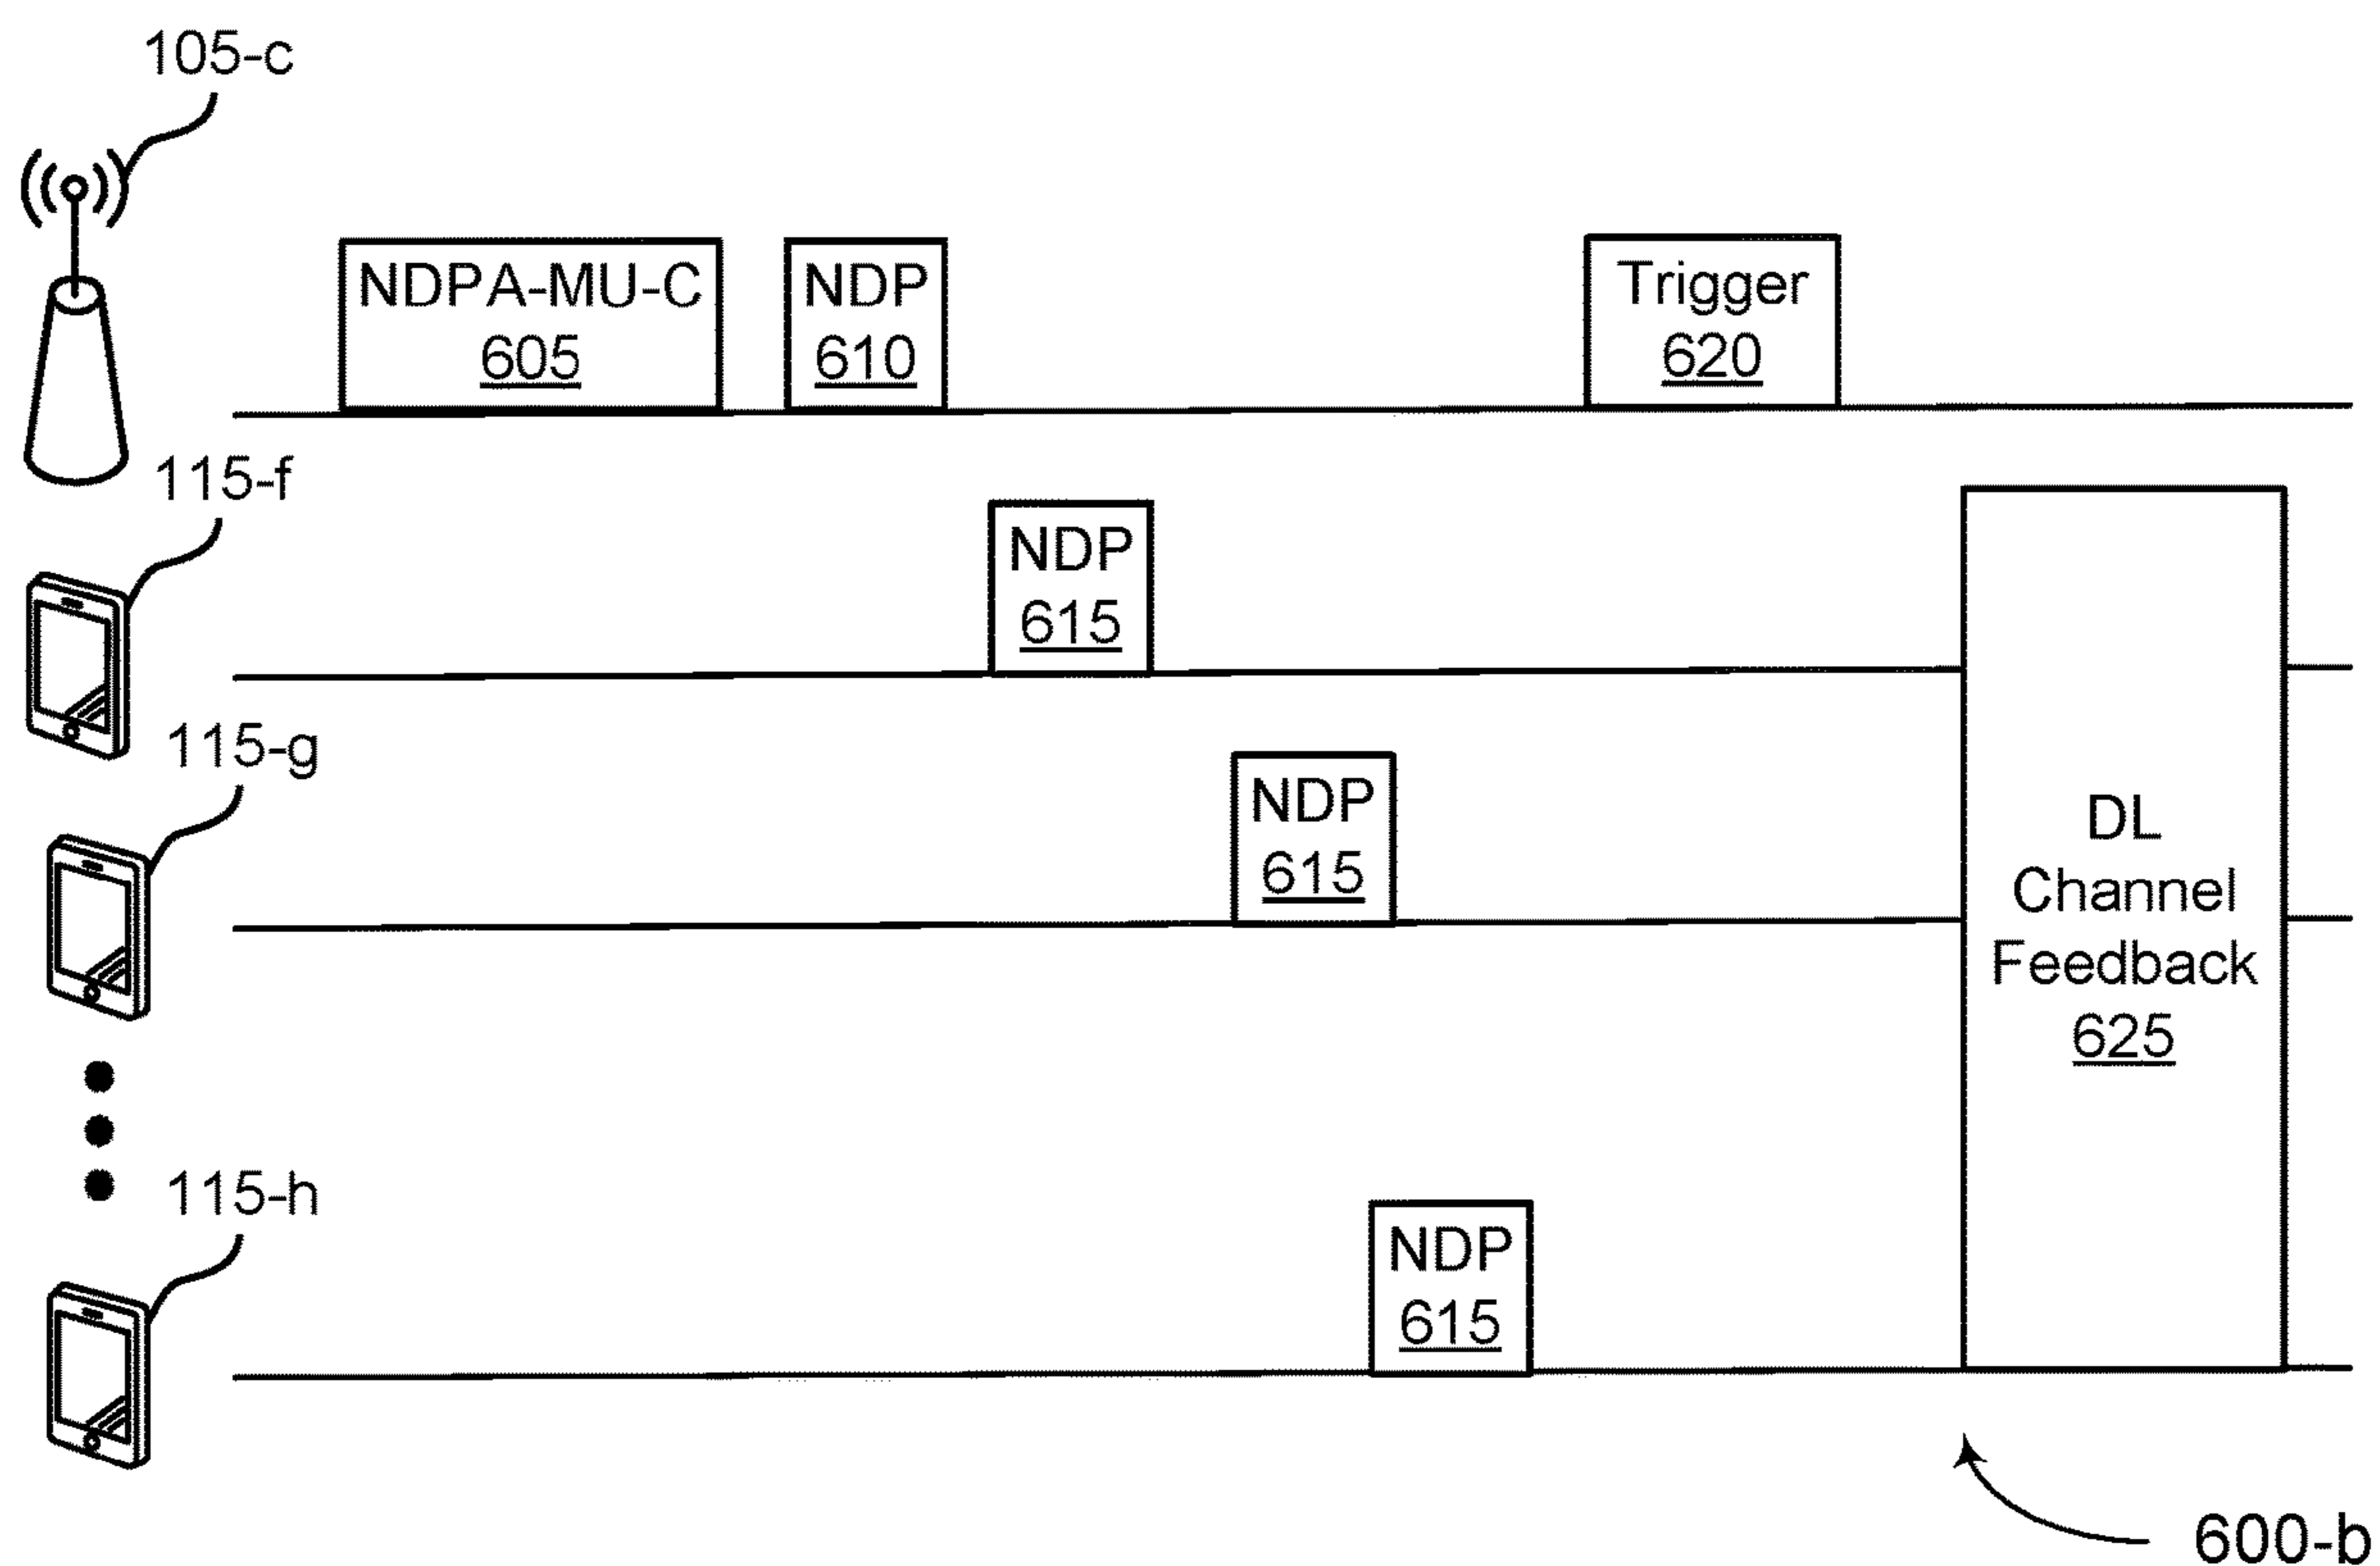 105-c
NDPA-MU-C
605
NDP
610
Trigger
620
115-f
NDP
615
115-g
NDP
615
DL
Channel
Feedback
625
115-h
NDP
615
600-b